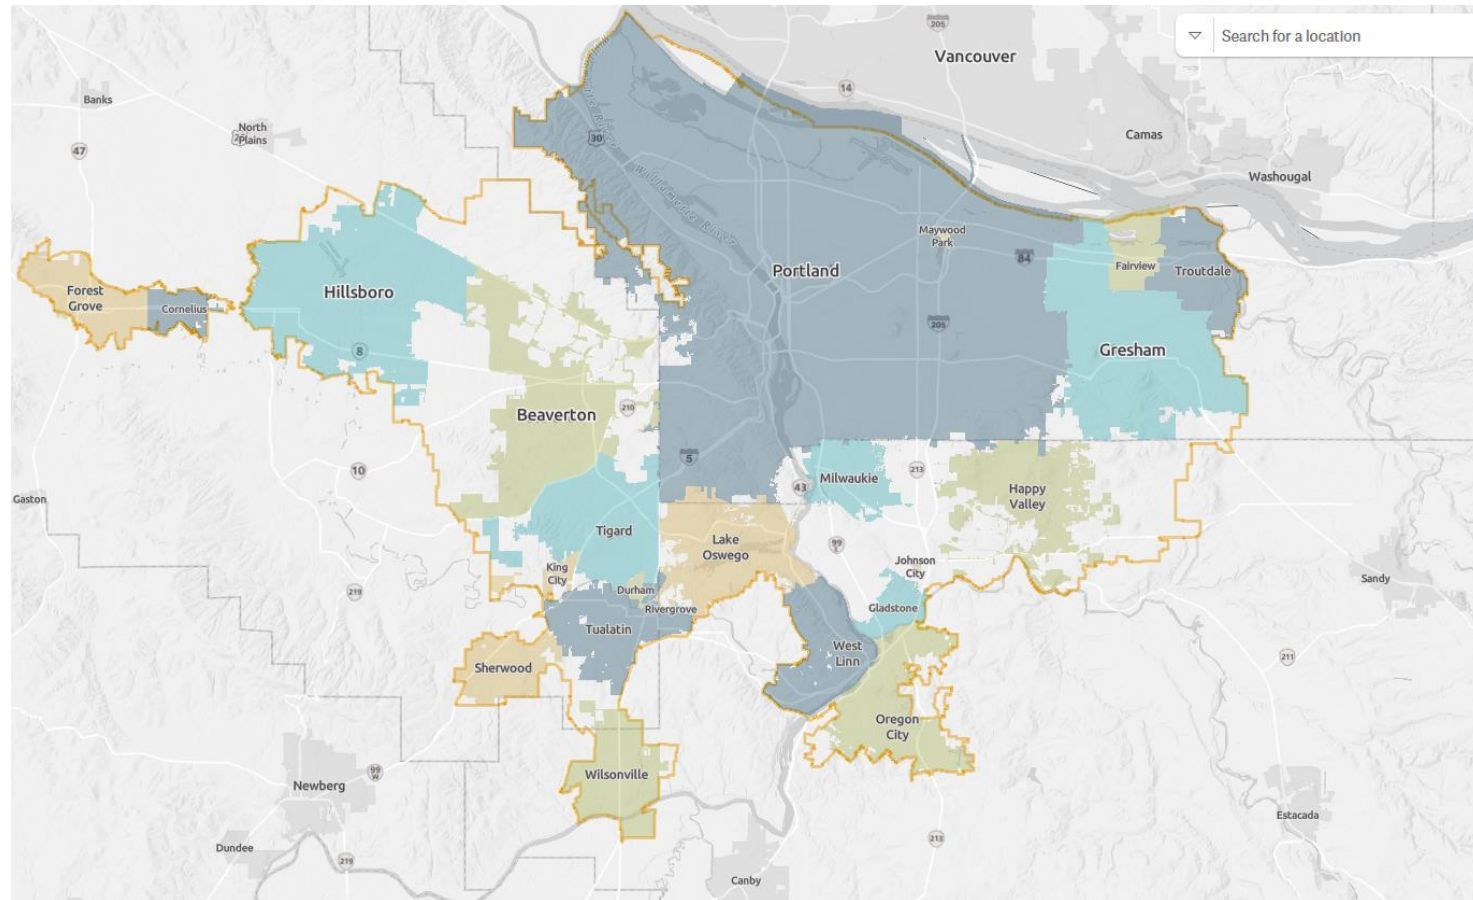 205
Search for a location
Vancouver
14
Banks
North
Plains
30
Camas
47
Washougal
Willamette River
Maywood
Park
84
Fairview
Troutdale
Portland
Forest
Grove
Cornelius
Hillsboro
205
8
Gresham
Beaverton
210
5
10
213
43
Milwaukie
Happy
Valley
Gaston
Tigard
Lake
Oswego
99
E
King
City
Johnson
City
Sandy
219
Durham
Rivergrove
Gladstone
Tualatin
West
Linn
211
Sherwood
Oregon
City
Wilsonville
99
W
Newberg
Estacada
213
Dundee
219
Canby